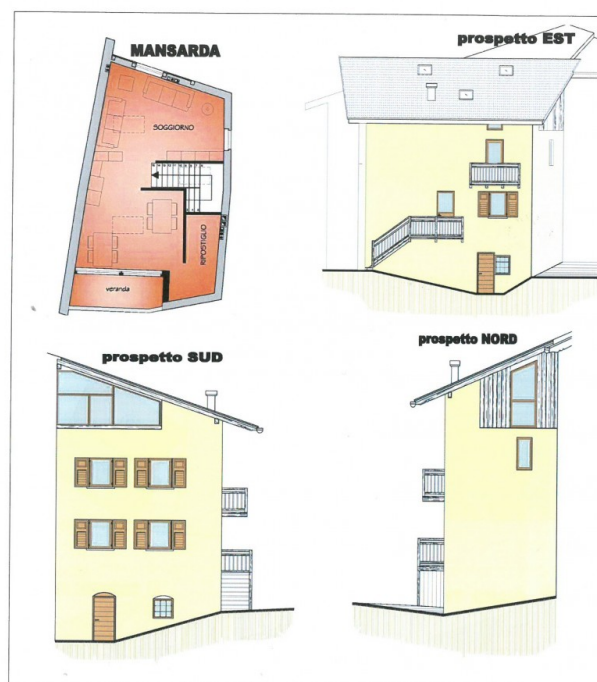 MANSARDA
SOGGIORNO
RIPOSTIGLIO
veranda
prospetto EST
prospetto SUD
prospetto NORD